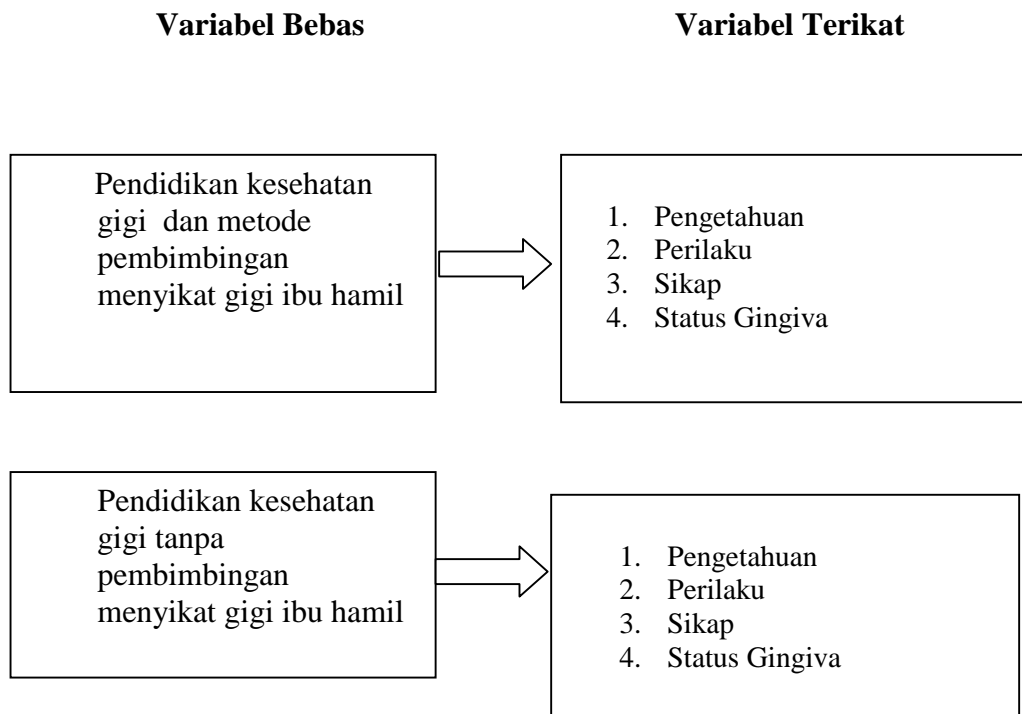 Variabel Bebas
Variabel Terikat
Pendidikan kesehatan
gigi dan metode
pembimbingan
menyikat gigi ibu hamil
1. Pengetahuan
2. Perilaku
3. Sikap
4. Status Gingiva
Pendidikan kesehatan
gigi tanpa
pembimbingan
menyikat gigi ibu hamil
1. Pengetahuan
2. Perilaku
3. Sikap
4. Status Gingiva